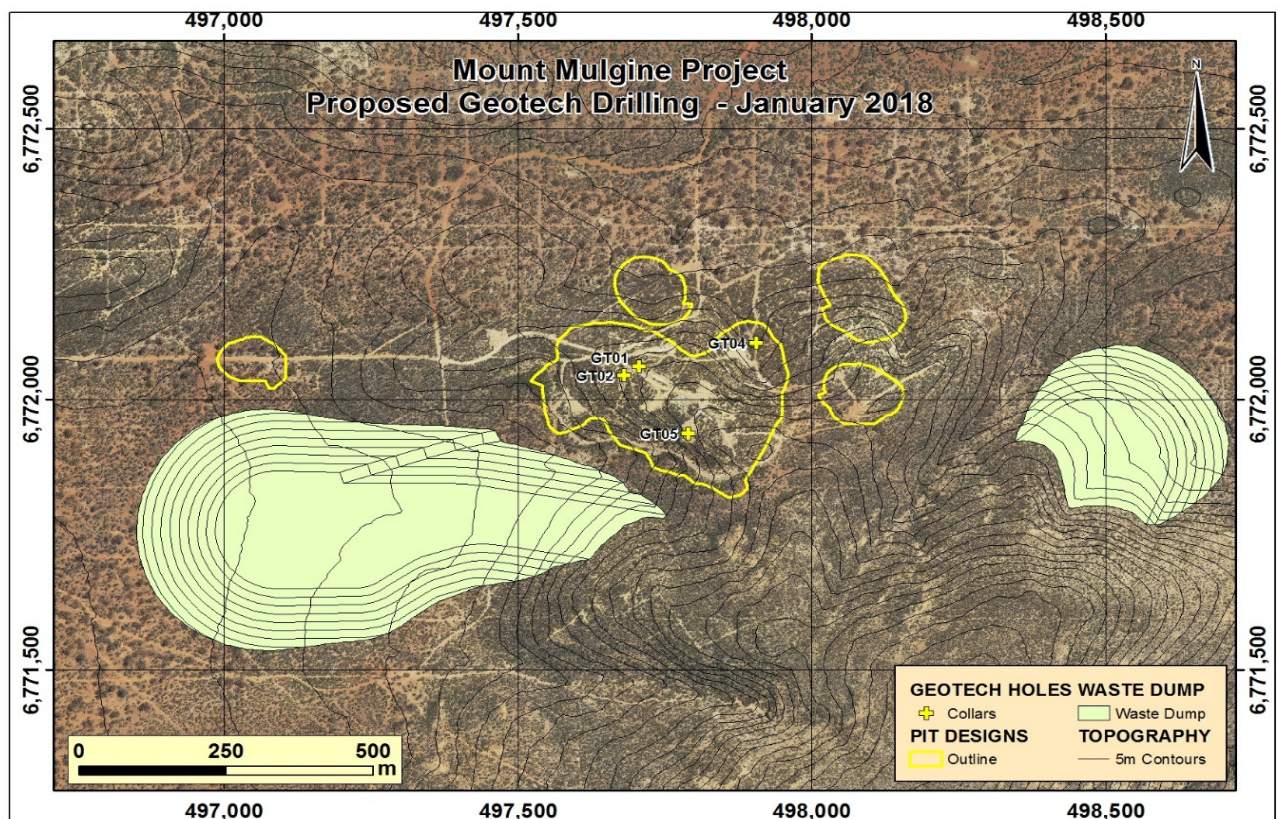 497,000 497,500 498,000 498,500
Mount Mulgine Project
Proposed Geotech Drilling - January 2018
N
6,772,500 6,772,500
GT04
GT01
GT02
6,772,000 6,772,000
GT05
6,771,500 6,771,500
GEOTECH HOLES WASTE DUMP
Collars Waste Dump
PIT DESIGNS TOPOGRAPHY
Outline 5m Contours
0 250 500
m
497,000 497,500 498,000 498,500